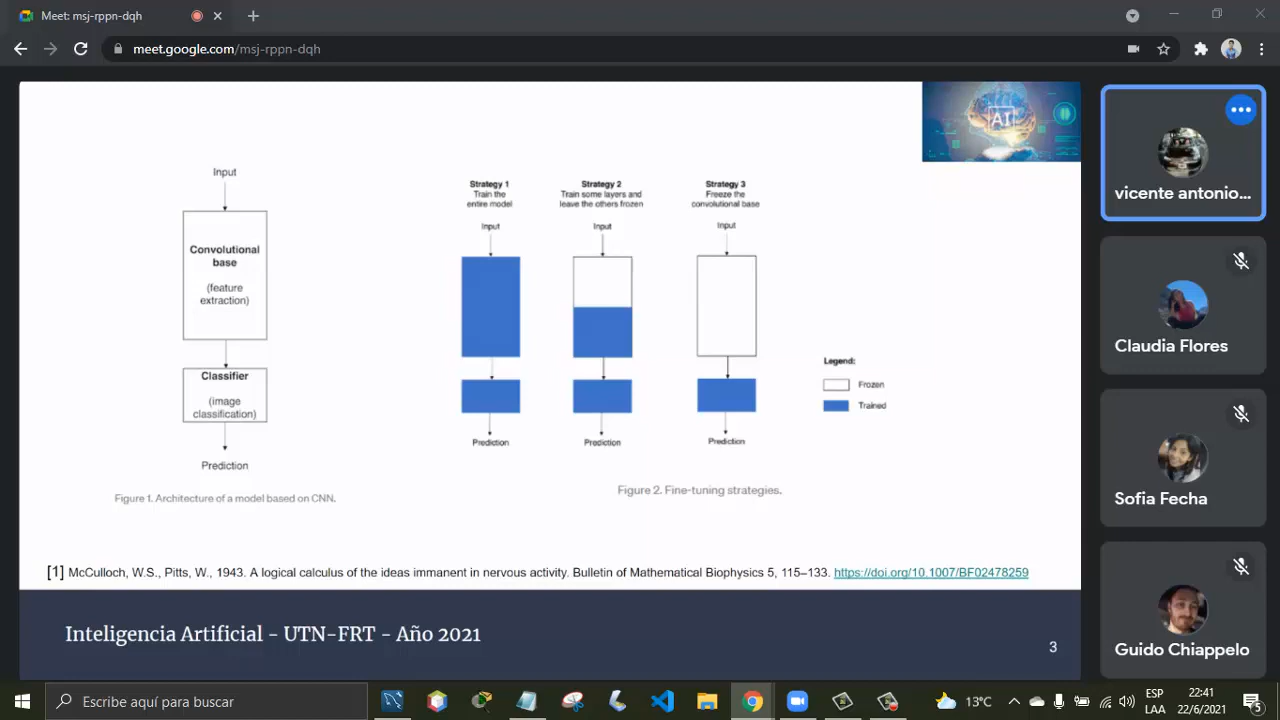 Meet: msj-rppn-dqh
meet.google.com/msj-rppn-dqh
AI
Input
Convolutional
base
(feature
extraction)
Classifier
(image
classification)
Prediction
Figure 1. Architecture of a model based on CNN.
Strategy 1
Train the
entire model
Input
Prediction
Strategy 2
Train some layers and
leave the others frozen
Input
Prediction
Strategy 3
Freeze the
convolutional base
Input
Prediction
Legend:
Frozen
Trained
Figure 2. Fine-tuning strategies.
[1] McCulloch, W.S., Pitts, W., 1943. A logical calculus of the ideas immanent in nervous activity. Bulletin of Mathematical Biophysics 5, 115–133. https://doi.org/10.1007/BF02478259
Inteligencia Artificial - UTN-FRT - Año 2021
3
vicente antonio...
Claudia Flores
Sofia Fecha
Guido Chiappelo
Escribe aquí para buscar
13°C
ESP
LAA
22:41
22/6/2021
5